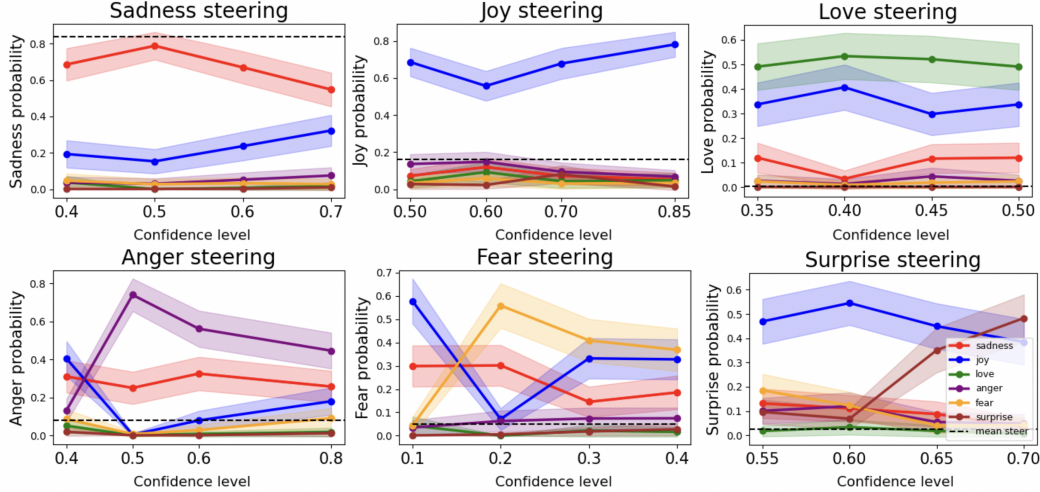 Sadness steering
Joy steering
Love steering
Sadness probability
0.8
0.6
0.4
0.2
0.0
0.4
0.5
0.6
0.7
Confidence level
Joy probability
0.8
0.6
0.4
0.2
0.0
0.50
0.60
0.70
0.85
Confidence level
Love probability
0.6
0.4
0.2
0.0
0.35
0.40
0.45
0.50
Confidence level
Anger steering
Fear steering
Surprise steering
Anger probability
0.8
0.6
0.4
0.2
0.0
0.4
0.5
0.6
0.8
Confidence level
Fear probability
0.7
0.6
0.5
0.4
0.3
0.2
0.1
0.0
0.1
0.2
0.3
0.4
Confidence level
Surprise probability
0.6
0.5
0.4
0.3
0.2
0.1
0.0
0.55
0.60
0.65
0.70
Confidence level
sadness
joy
love
anger
fear
surprise
mean steer